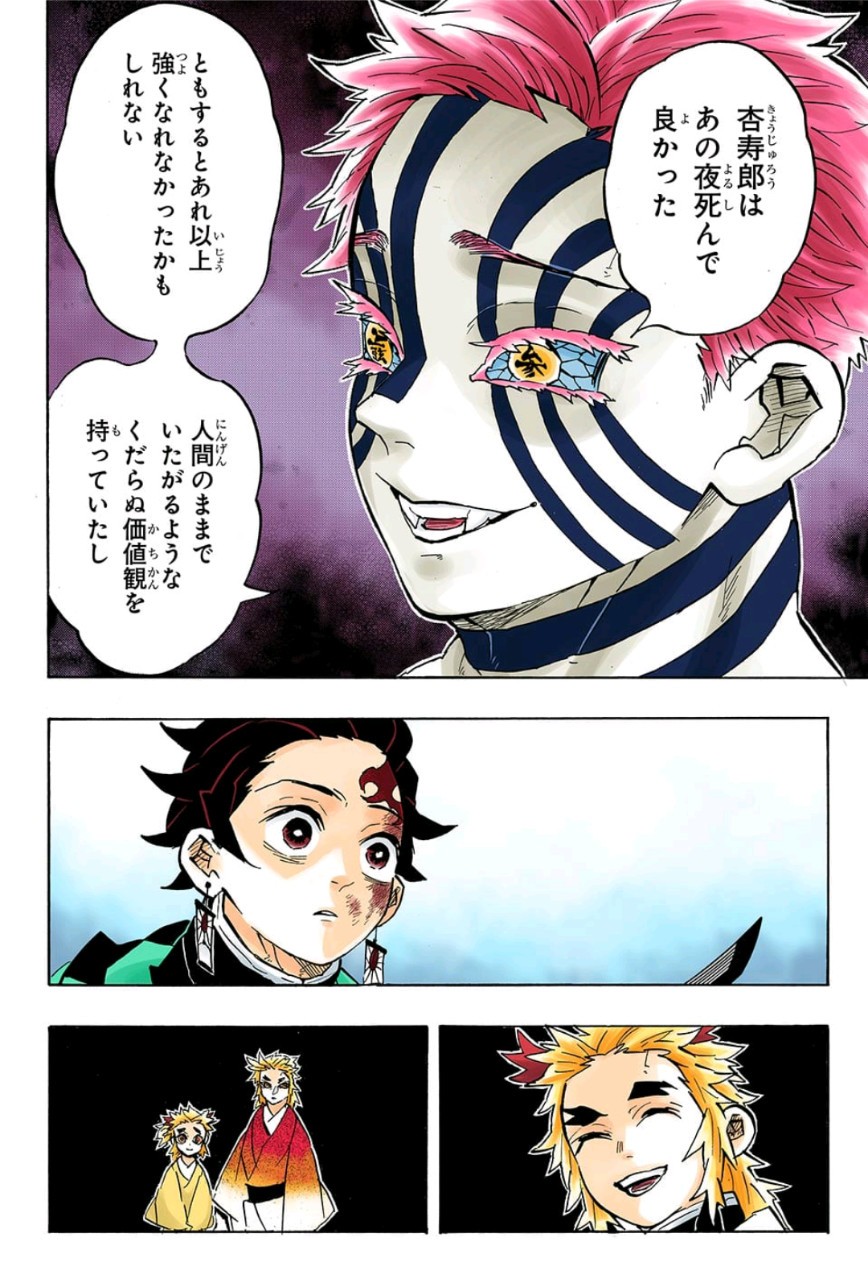 杏寿郎は
あの夜死んで
良かった
ともするとあれ以上
強くなれなかったかも
しれない
人間のままで
いたがるような
くだらぬ価値観を
持っていたし